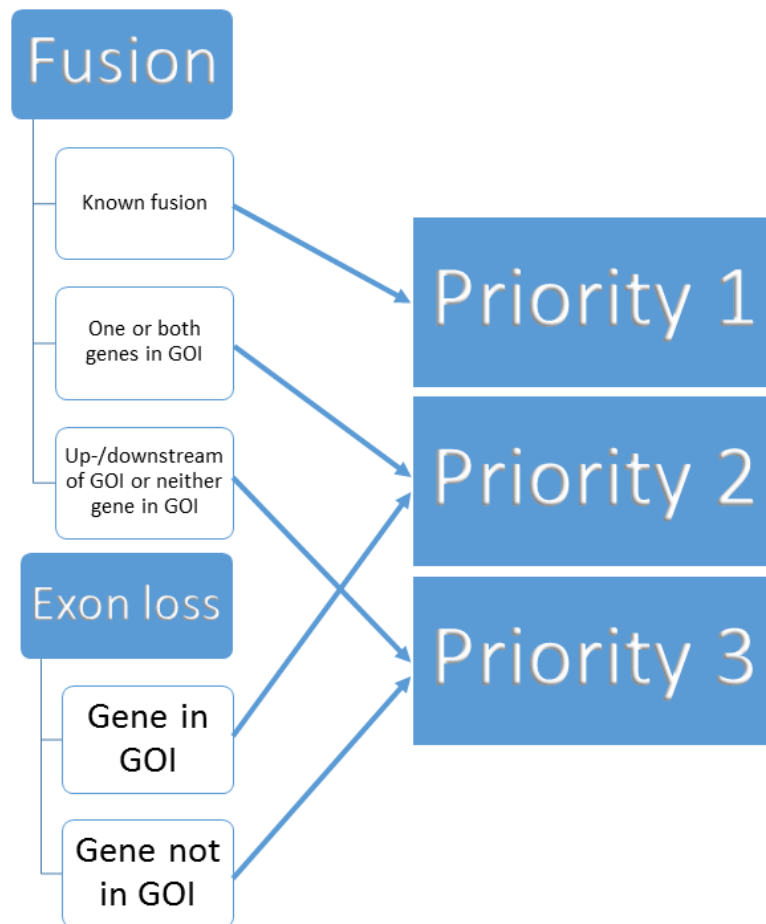 Fusion
Known fusion
One or both
genes in GOI
Up-/downstream
of GOI or neither
gene in GOI
Exon loss
Gene in
GOI
Gene not
in GOI
Priority 1
Priority 2
Priority 3